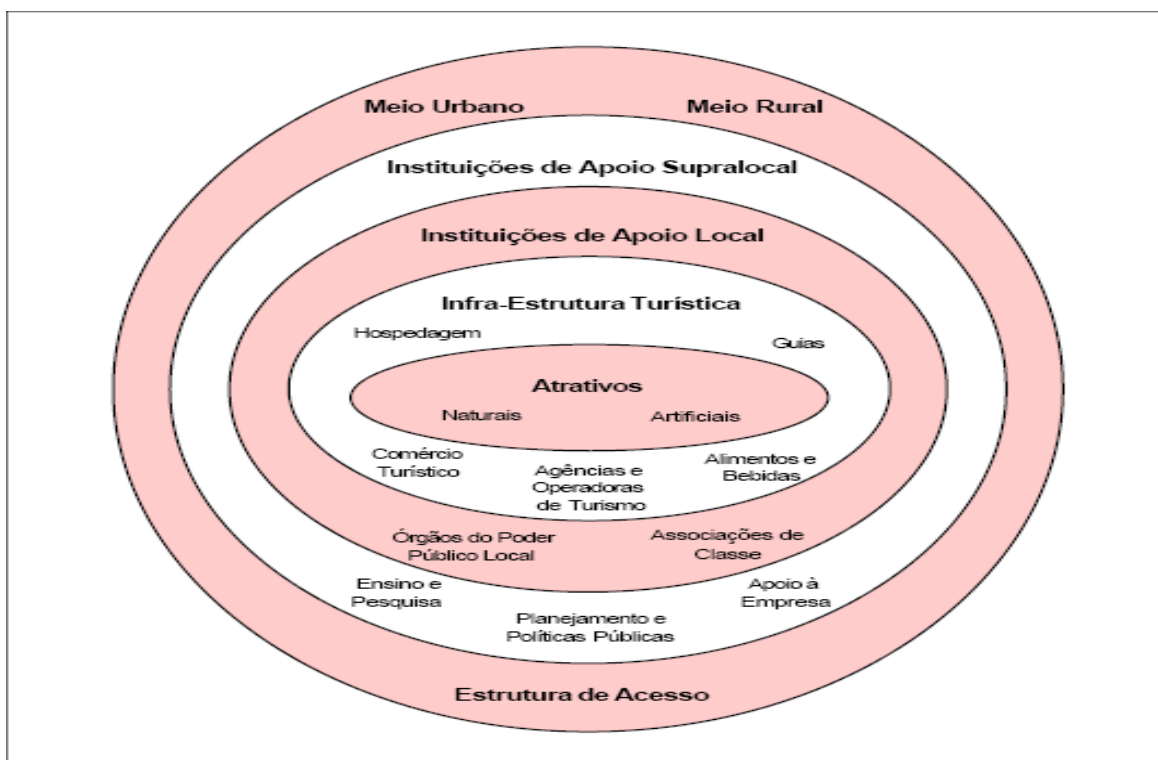 Meio Urbano
Meio Rural
Instituições de Apoio Supralocal
Instituições de Apoio Local
Infra-Estrutura Turística
Hospedagem
Guias
Atrativos
Naturais
Artificiais
Comércio
Turístico
Agências e
Operadoras
de Turismo
Alimentos e
Bebidas
Órgãos do Poder
Público Local
Associações de
Classe
Ensino e
Pesquisa
Planejamento e
Políticas Públicas
Apoio à
Empresa
Estrutura de Acesso